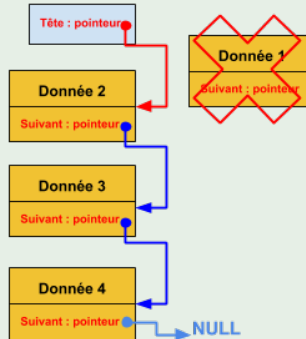 Tête : pointeur
Donnée 1
Suivant : pointeur
Donnée 2
Suivant : pointeur
Donnée 3
Suivant : pointeur
Donnée 4
Suivant : pointeur
NULL